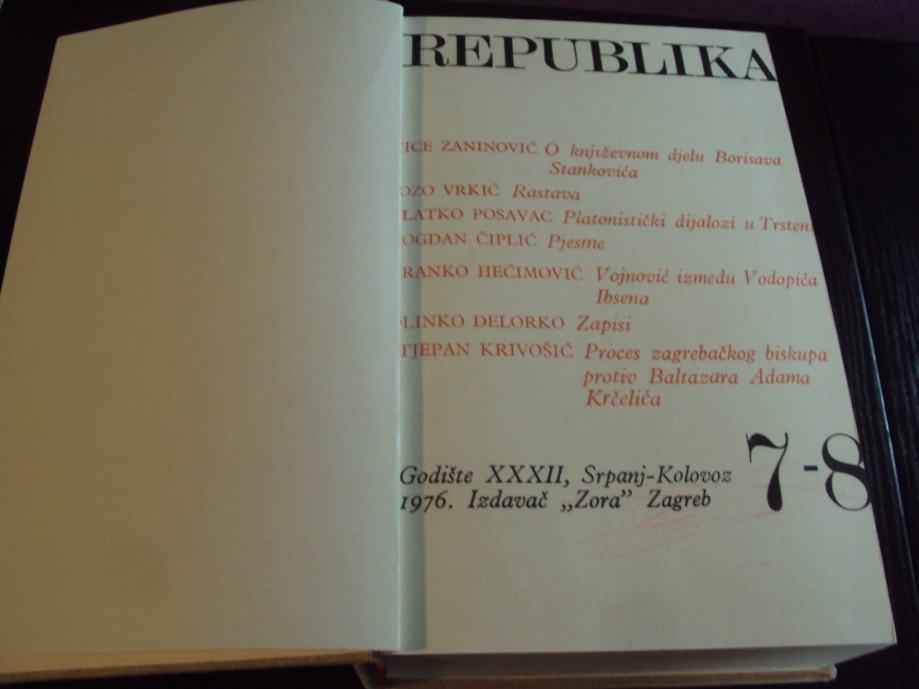 REPUBLIKA
ICE ZANINOVIĆ O književnom djelu Borisava
Stankovića
OZO VRKIĆ Rastava
LATKO POSAVAC Platonistički dijalozi u Trsten
OGDAN ČIPLIĆ Pjesme
RANKO HEĆIMOVIĆ Vojnović između Vodopića
Ibsena
LINKO DELORKO Zapisi
TJEPAN KRIVOŠIĆ Proces zagrebačkog biskupa
protiv Baltazara Adama
Krčelića
Godište XXXII, Srpanj-Kolovoz
1976. Izdavač „Zora” Zagreb
7-8